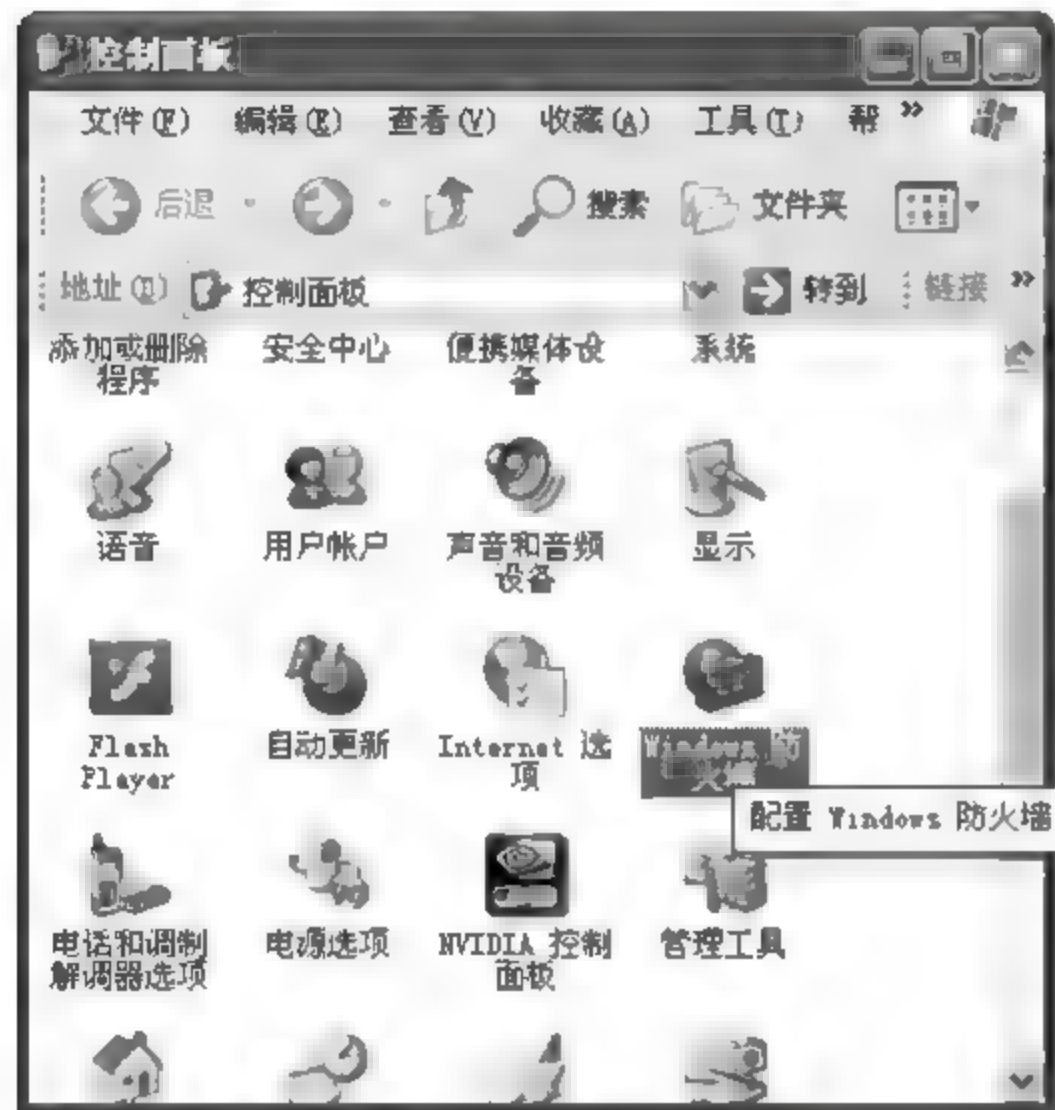 控制面板
文件(F) 编辑(E) 查看(V) 收藏(A) 工具(T) 帮 »
后退 搜索 文件夹
地址(D) 控制面板 转到 链接 »
添加或删除 安全中心 便携媒体设 系统
程序 备
语音 用户帐户 声音和音频 显示
设备
Flash 自动更新 Internet 选 Windows 防
Player 项 火墙
配置 Windows 防火墙
电话和调制 电源选项 NVIDIA 控制 管理工具
解调器选项 面板